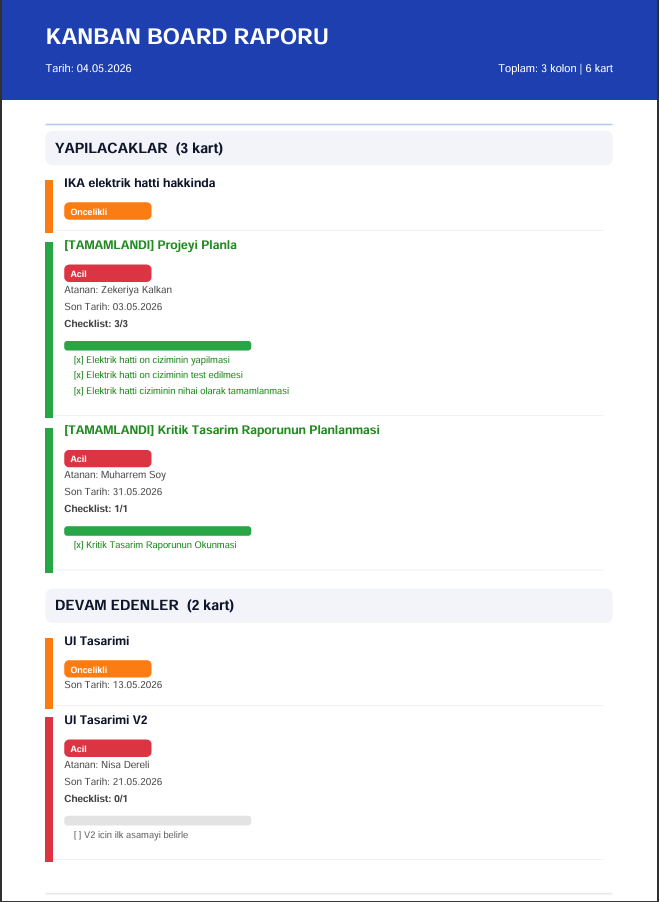 KANBAN BOARD RAPORU
Tarih: 04.05.2026
Toplam: 3 kolon | 6 kart
YAPILACAKLAR (3 kart)
IKA elektrik hatti hakkinda
Oncelikli
[TAMAMLANDI] Projeyi Planla
Acil
Atanan: Zekeriya Kalkan
Son Tarih: 03.05.2026
Checklist: 3/3
[x] Elektrik hatti on ciziminin yapilmasi
[x] Elektrik hatti on ciziminin test edilmesi
[x] Elektrik hatti ciziminin nihai olarak tamamlanmasi
[TAMAMLANDI] Kritik Tasarim Raporunun Planlanmasi
Acil
Atanan: Muharrem Soy
Son Tarih: 31.05.2026
Checklist: 1/1
[x] Kritik Tasarim Raporunun Okunmasi
DEVAM EDENLER (2 kart)
UI Tasarimi
Oncelikli
Son Tarih: 13.05.2026
UI Tasarimi V2
Acil
Atanan: Nisa Dereli
Son Tarih: 21.05.2026
Checklist: 0/1
[ ] V2 icin ilk asamayi belirle